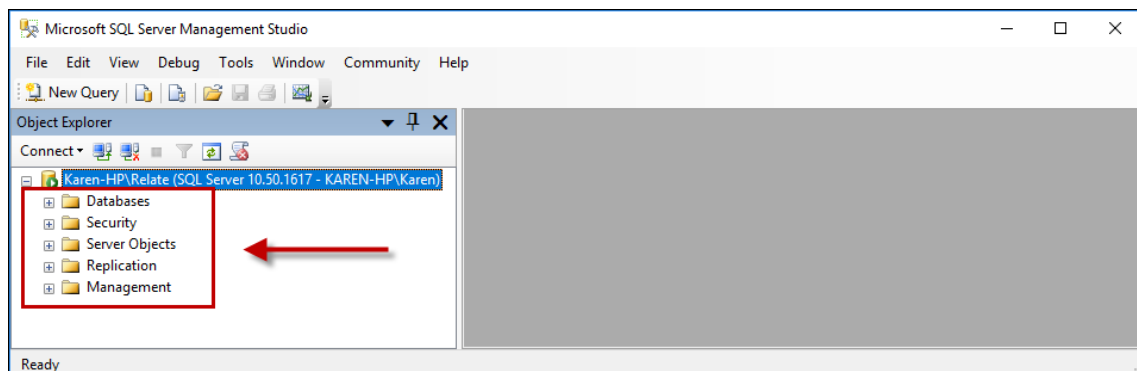 Microsoft SQL Server Management Studio
File Edit View Debug Tools Window Community Help
New Query
Object Explorer
Connect
Karen-HP\Relate (SQL Server 10.50.1617 - KAREN-HP\Karen)
Databases
Security
Server Objects
Replication
Management
Ready